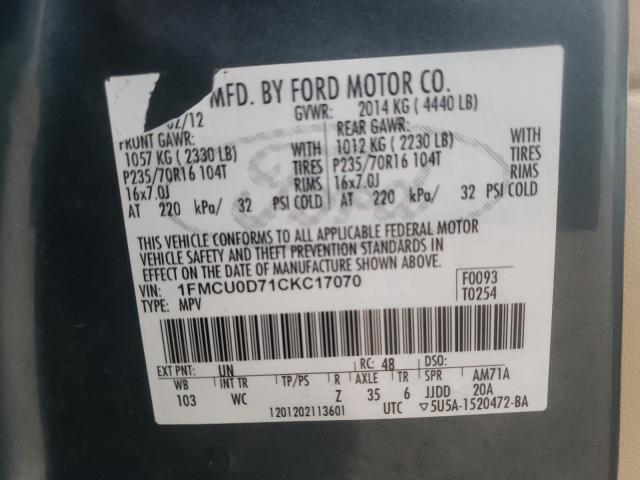 MFD. BY FORD MOTOR CO.
02/12 GVWR: 2014 KG ( 4440 LB)
FRONT GAWR: REAR GAWR:
1057 KG ( 2330 LB) WITH 1012 KG ( 2230 LB) WITH
P235/70R16 104T TIRES P235/70R16 104T TIRES
16x7.0J RIMS 16x7.0J RIMS
AT 220 kPa/ 32 PSI COLD AT 220 kPa/ 32 PSI COLD
THIS VEHICLE CONFORMS TO ALL APPLICABLE FEDERAL MOTOR
VEHICLE SAFETY AND THEFT PREVENTION STANDARDS IN
EFFECT ON THE DATE OF MANUFACTURE SHOWN ABOVE.
VIN: 1FMCU0D71CKC17070 F0093
TYPE: MPV T0254
EXT PNT: UN RC: 48 DSO:
WB INT TR TP/PS R AXLE TR SPR AM71A
103 WC Z 35 6 JJDD 20A
1201202113601 UTC ▽5U5A-1520472-BA
Ford